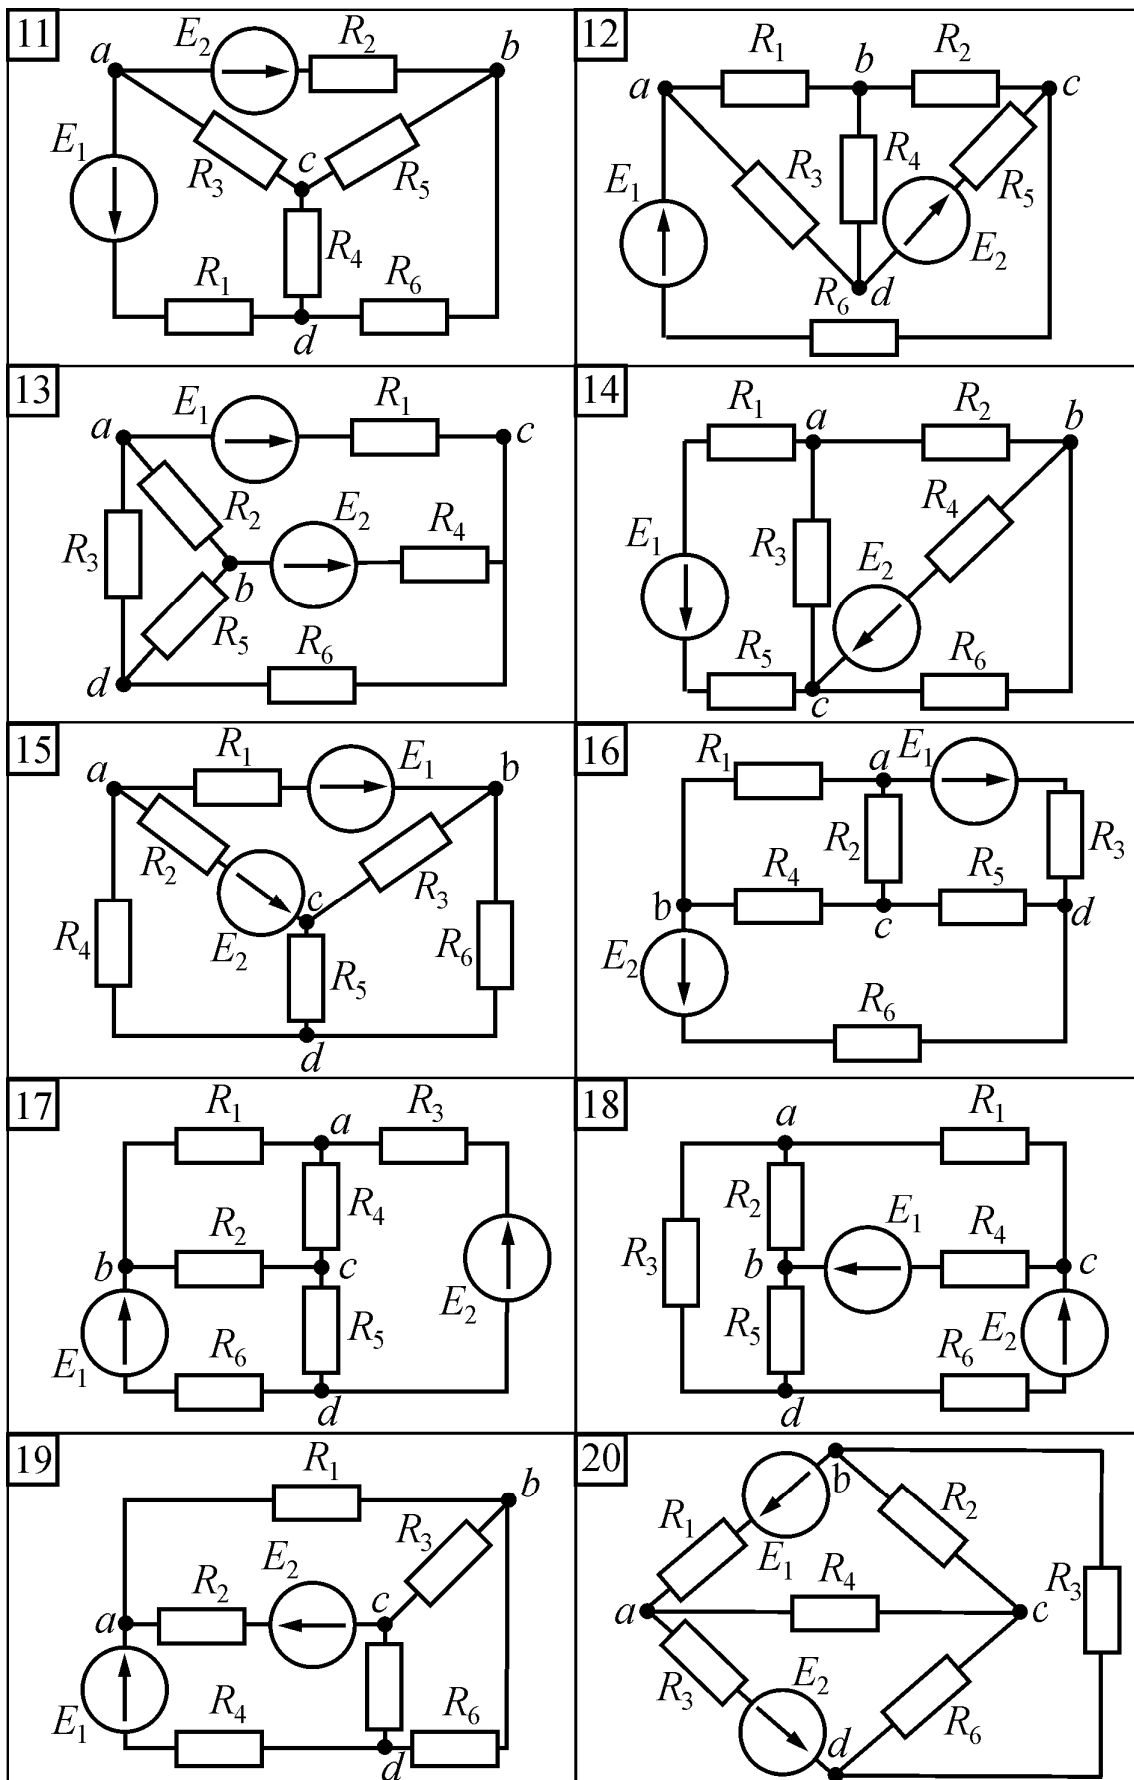 11
a E₂ R₂ b
E₁ R₃ c R₅
R₄
R₁ R₆
d
12
R₁ b R₂
a c
R₃ R₄ R₅
E₁ E₂
R₆ d
13
E₁ R₁
a c
R₂ E₂ R₄
R₃ b
R₅ R₆
d
14
R₁ a R₂ b
R₄
E₁ R₃ E₂
R₅ R₆
c
15
R₁ E₁ b
a
R₂ c R₃
R₄ E₂ R₅ R₆
d
16
R₁ a E₁
R₂ R₃
R₄ R₅
b c d
E₂ R₆
17
R₁ a R₃
R₄
R₂
b c
E₂
R₅
E₁ R₆
d
18
a R₁
R₂ E₁ R₄
R₃ b c
R₅ E₂
R₆
d
19
R₁ b
R₃
R₂ E₂ c
a
E₁ R₄ R₆
d
20
b
R₁ R₂
E₁ R₄ R₃
a c
R₃ E₂ R₆
d